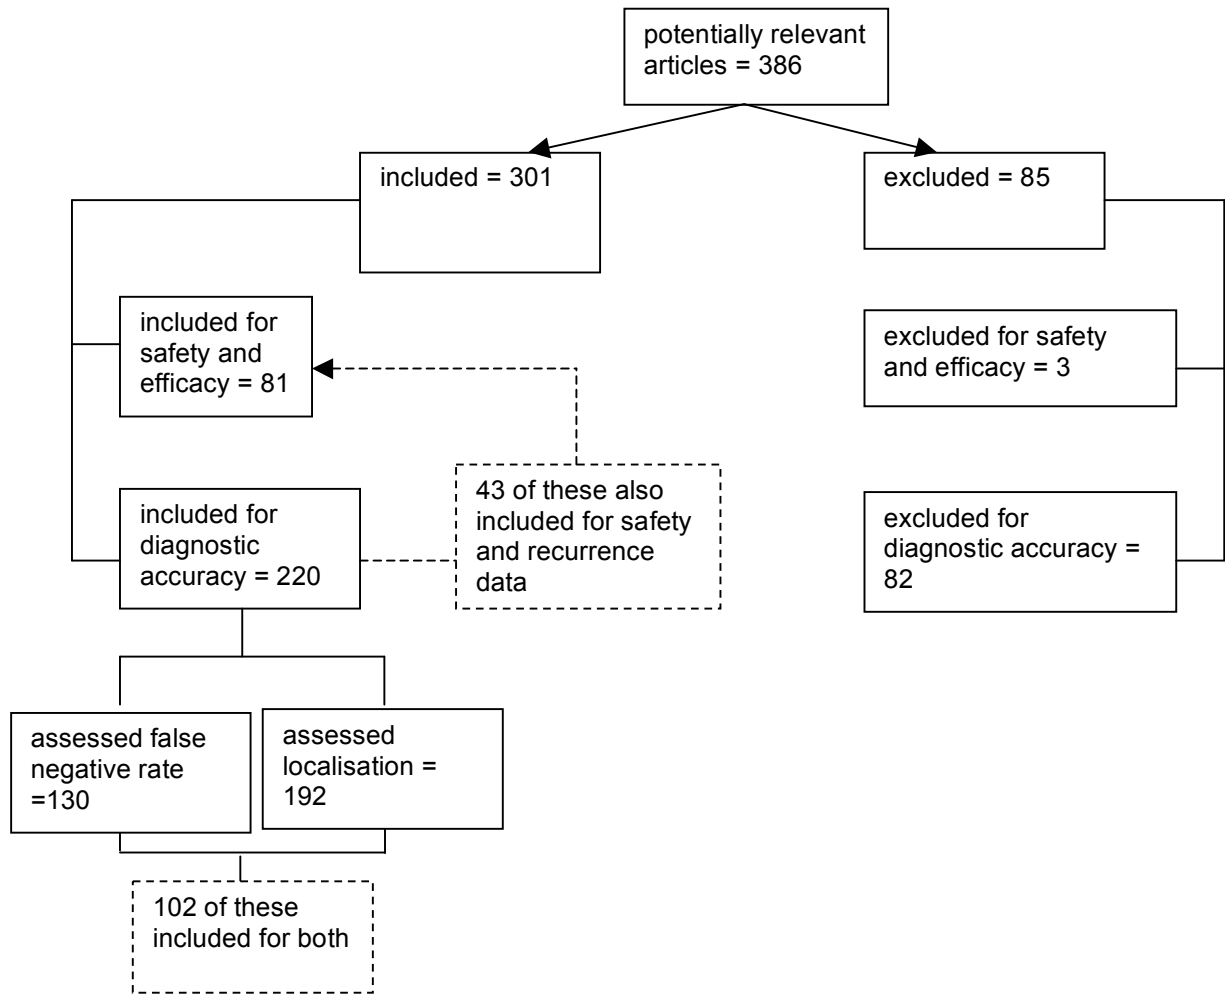 potentially relevant
articles = 386
included = 301
excluded = 85
included for
safety and
efficacy = 81
excluded for safety
and efficacy = 3
43 of these also
included for safety
and recurrence
data
included for
diagnostic
accuracy = 220
excluded for
diagnostic accuracy =
82
assessed false
negative rate
=130
assessed
localisation =
192
102 of these
included for both